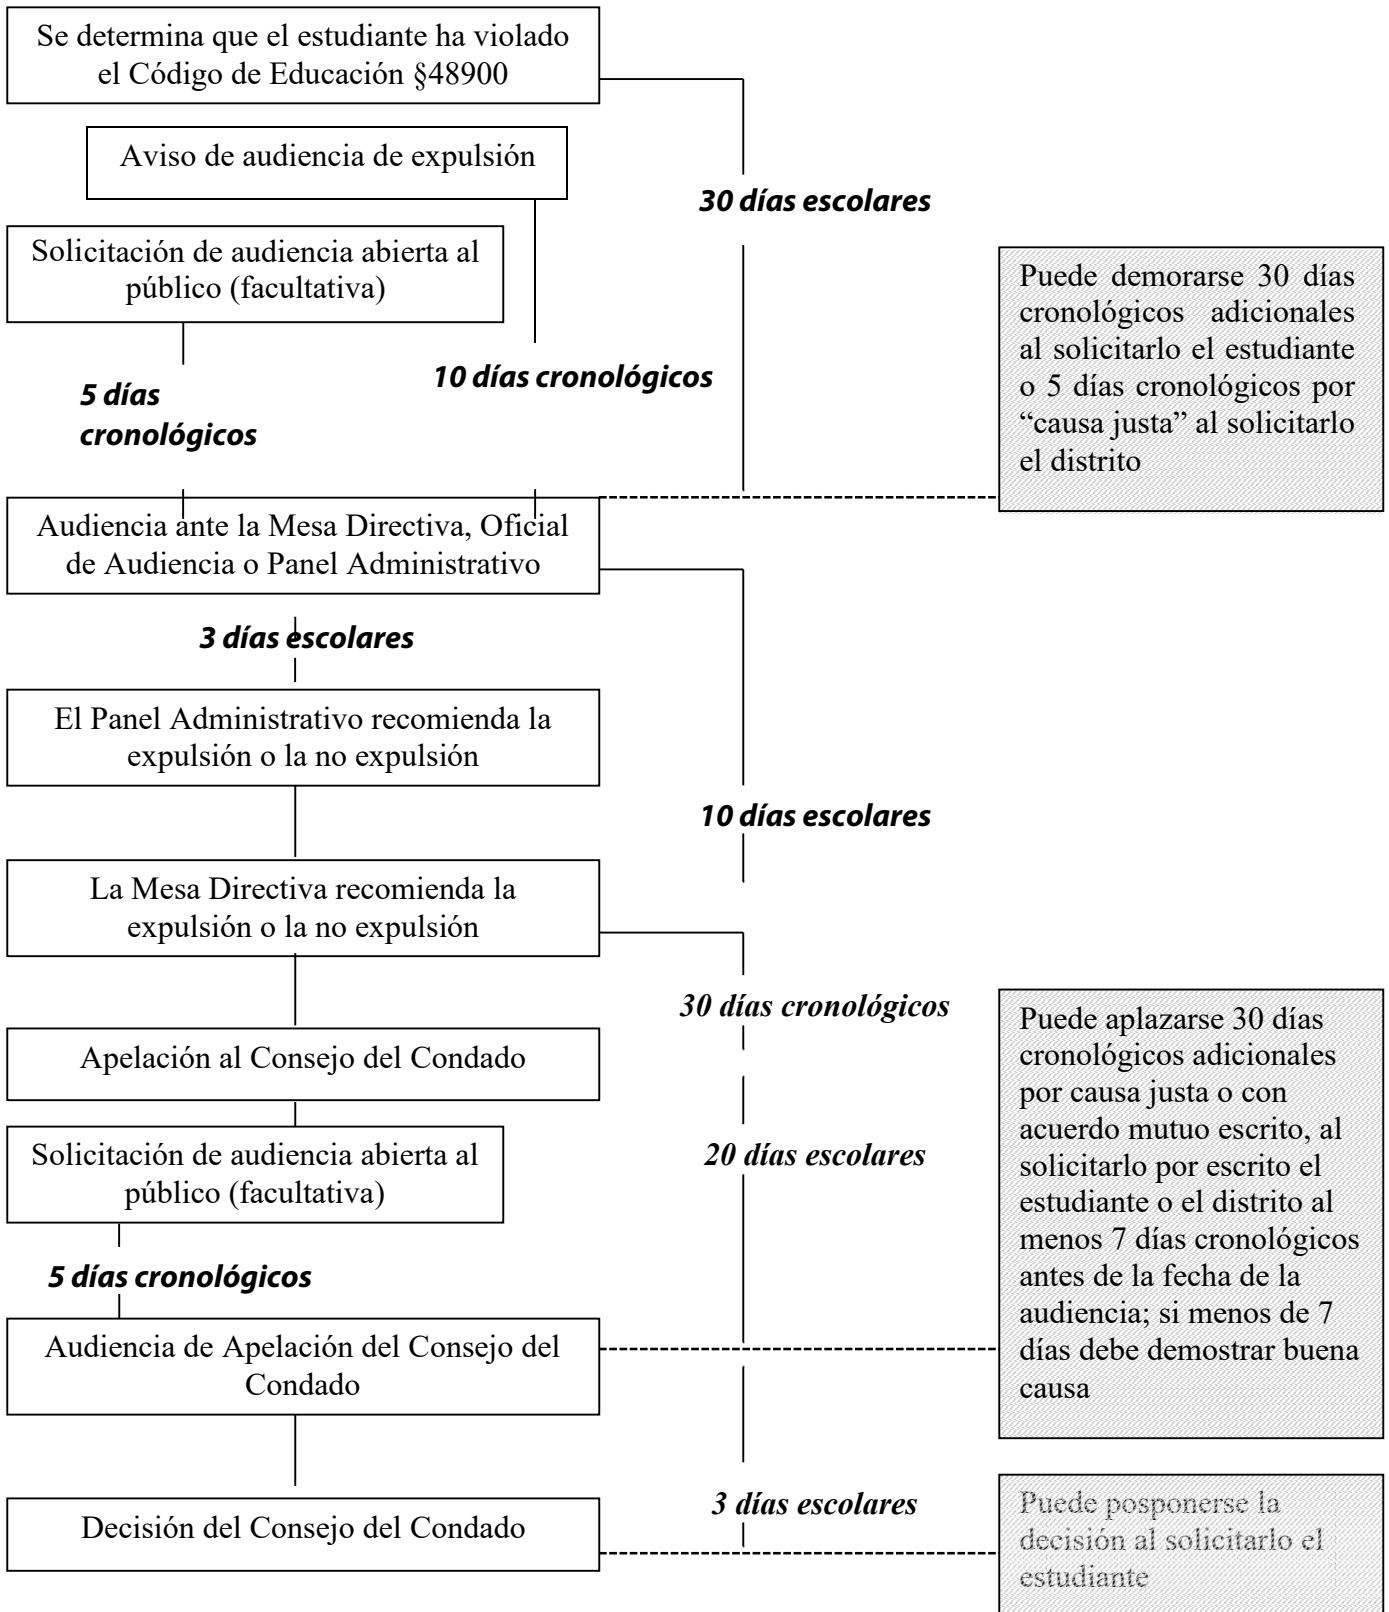 Se determina que el estudiante ha violado
el Código de Educación §48900
Aviso de audiencia de expulsión
30 días escolares
Solicitación de audiencia abierta al
público (facultativa)
Puede demorarse 30 días
cronológicos adicionales
al solicitarlo el estudiante
o 5 días cronológicos por
“causa justa” al solicitarlo
el distrito
10 días cronológicos
5 días
cronológicos
Audiencia ante la Mesa Directiva, Oficial
de Audiencia o Panel Administrativo
3 días escolares
El Panel Administrativo recomienda la
expulsión o la no expulsión
10 días escolares
La Mesa Directiva recomienda la
expulsión o la no expulsión
30 días cronológicos
Puede aplazarse 30 días
cronológicos adicionales
por causa justa o con
acuerdo mutuo escrito, al
solicitarlo por escrito el
estudiante o el distrito al
menos 7 días cronológicos
antes de la fecha de la
audiencia; si menos de 7
días debe demostrar buena
causa
Apelación al Consejo del Condado
20 días escolares
Solicitación de audiencia abierta al
público (facultativa)
5 días cronológicos
Audiencia de Apelación del Consejo del
Condado
3 días escolares
Puede posponerse la
decisión al solicitarlo el
estudiante
Decisión del Consejo del Condado